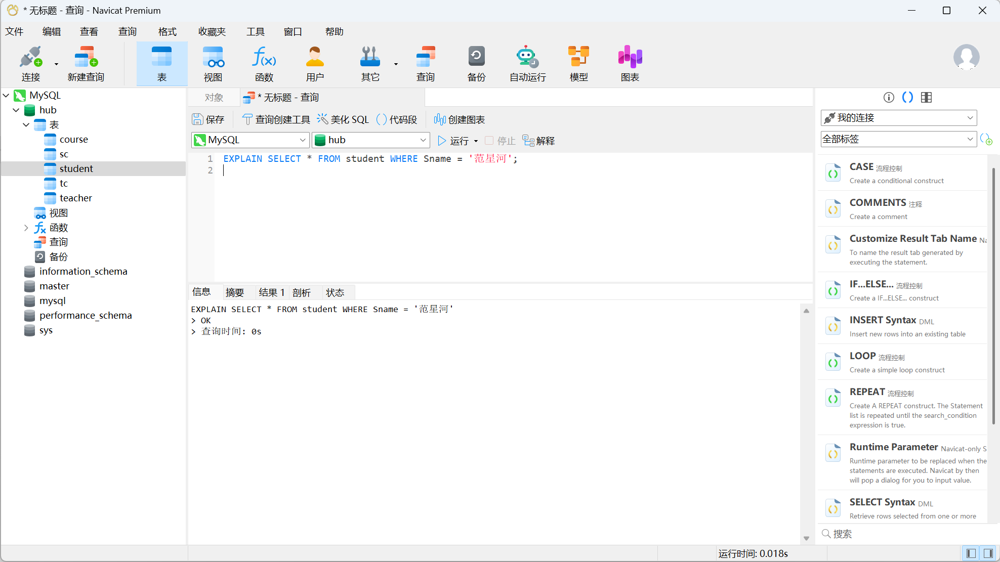 * 无标题 - 查询 - Navicat Premium
文件 编辑 查看 查询 格式 收藏夹 工具 窗口 帮助
连接 新建查询 表 视图 函数 用户 其它 查询 备份 自动运行 模型 图表
MySQL
hub
表
course
sc
student
tc
teacher
视图
函数
查询
备份
information_schema
master
mysql
performance_schema
sys
对象 * 无标题 - 查询
保存 查询创建工具 美化 SQL () 代码段 创建图表
MySQL hub 运行 停止 解释
1 EXPLAIN SELECT * FROM student WHERE Sname = '范星河';
2
信息 摘要 结果 1 剖析 状态
EXPLAIN SELECT * FROM student WHERE Sname = '范星河'
> OK
> 查询时间: 0s
我的连接
全部标签
CASE 流程控制
Create a conditional construct
COMMENTS 注释
Create a comment
Customize Result Tab Name Na
To name the result tab generated by
executing the statement.
IF...ELSE... 流程控制
Create a IF...ELSE... construct
INSERT Syntax DML
Insert new rows into an existing table
LOOP 流程控制
Create a simple loop construct
REPEAT 流程控制
Create A REPEAT construct. The Statement
list is repeated until the search_condition
expression is true.
Runtime Parameter Navicat-only S
Runtime parameter to be replaced when the
statements are executed. Navicat by then
will pop a dialog for you to input value.
SELECT Syntax DML
Retrieve rows selected from one or more
搜索
运行时间: 0.018s